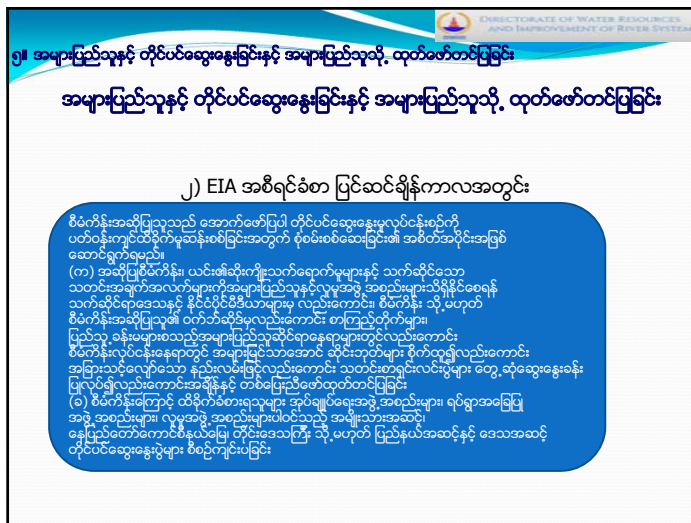 DIRECTORATE OF WATER RESOURCES
AND IMPROVEMENT OF RIVER SYSTEM
၅။ အများပြည်သူနှင့် တိုင်ပင်ဆွေးနွေးခြင်းနှင့် အများပြည်သူသို့ ထုတ်ဖော်တင်ပြခြင်း
အများပြည်သူနှင့် တိုင်ပင်ဆွေးနွေးခြင်းနှင့် အများပြည်သူသို့ ထုတ်ဖော်တင်ပြခြင်း
၂) EIA အစီရင်ခံစာ ပြင်ဆင်ချိန်ကာလအတွင်း
စီမံကိန်းအဆိုပြုသူသည် အောက်ဖော်ပြပါ တိုင်ပင်ဆွေးနွေးမှုလုပ်ငန်းစဉ်ကို
ပတ်ဝန်းကျင်ထိခိုက်မှုဆန်းစစ်ခြင်းအတွက် စုံစမ်းစစ်ဆေးခြင်း၏ အစိတ်အပိုင်းအဖြစ်
ဆောင်ရွက်ရမည်။
(က) အဆိုပြုစီမံကိန်း၊ ယင်း၏ဆိုးကျိုးသက်ရောက်မှုများနှင့် သက်ဆိုင်သော
သတင်းအချက်အလက်များကိုအများပြည်သူနှင့်လူမှုအဖွဲ့အစည်းများသိရှိနိုင်စေရန်
သက်ဆိုင်ရာဒေသနှင့် နိုင်ငံပိုင်မီဒီယာများမှ လည်းကောင်း၊ စီမံကိန်း သို့မဟုတ်
စီမံကိန်းအဆိုပြုသူ၏ ဝက်ဘ်ဆိုဒ်မှလည်းကောင်း စာကြည့်တိုက်များ၊
ပြည်သူ့ခန်းမများစသည့်အများပြည်သူဆိုင်ရာနေရာများတွင်လည်းကောင်း
စီမံကိန်းလုပ်ငန်းနေရာတွင် အများမြင်သာအောင် ဆိုင်းဘုတ်များ စိုက်ထူ၍လည်းကောင်း
အခြားသင့်လျော်သော နည်းလမ်းဖြင့်လည်းကောင်း သတင်းစာရှင်းလင်းပွဲများ တွေ့ဆုံဆွေးနွေးခန်း
ပြုလုပ်၍လည်းကောင်းအချိန်နှင့် တစ်ပြေးညီဖော်ထုတ်တင်ပြခြင်း
(ခ) စီမံကိန်းကြောင့် ထိခိုက်ခံစားရသူများ အုပ်ချုပ်ရေးအဖွဲ့အစည်းများ၊ ရပ်ရွာအခြေပြု
အဖွဲ့အစည်းများ၊ လူမှုအဖွဲ့အစည်းများပါဝင်သည့် အမျိုးသားအဆင့်၊
နေပြည်တော်ကောင်စီနယ်မြေ၊ တိုင်းဒေသကြီး သို့မဟုတ် ပြည်နယ်အဆင့်နှင့် ဒေသအဆင့်
တိုင်ပင်ဆွေးနွေးပွဲများ စီစဉ်ကျင်းပခြင်း